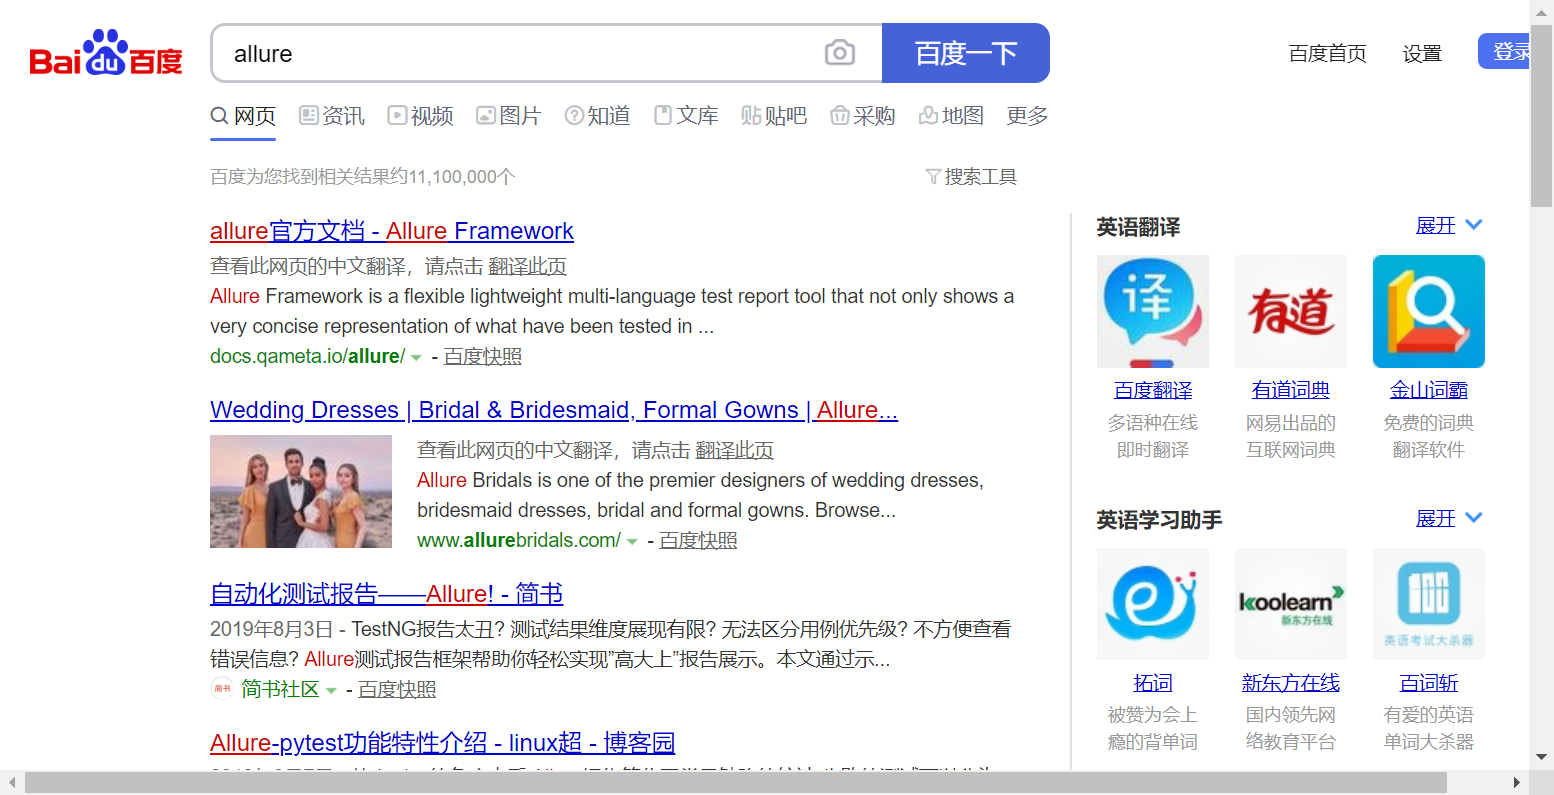 Bai du 百度
allure
百度一下
百度首页 设置 登录
网页 资讯 视频 图片 知道 文库 贴吧 采购 地图 更多
百度为您找到相关结果约11,100,000个
搜索工具
allure官方文档 - Allure Framework
查看此网页的中文翻译，请点击 翻译此页
Allure Framework is a flexible lightweight multi-language test report tool that not only shows a
very concise representation of what have been tested in ...
docs.qameta.io/allure/ - 百度快照
Wedding Dresses | Bridal & Bridesmaid, Formal Gowns | Allure...
查看此网页的中文翻译，请点击 翻译此页
Allure Bridals is one of the premier designers of wedding dresses,
bridesmaid dresses, bridal and formal gowns. Browse...
www.allurebridals.com/ - 百度快照
自动化测试报告——Allure! - 简书
2019年8月3日 - TestNG报告太丑? 测试结果维度展现有限? 无法区分用例优先级? 不方便查看
错误信息? Allure测试报告框架帮助你轻松实现”高大上”报告展示。本文通过示...
简书 简书社区 - 百度快照
Allure-pytest功能特性介绍 - linux超 - 博客园
英语翻译 展开
译 有道
百度翻译 有道词典 金山词霸
多语种在线 网易出品的 免费的词典
即时翻译 互联网词典 翻译软件
英语学习助手 展开
koolearn
新东方在线
英语考试大杀器
拓词 新东方在线 百词斩
被赞为会上 国内领先网 有爱的英语
瘾的背单词 络教育平台 单词大杀器